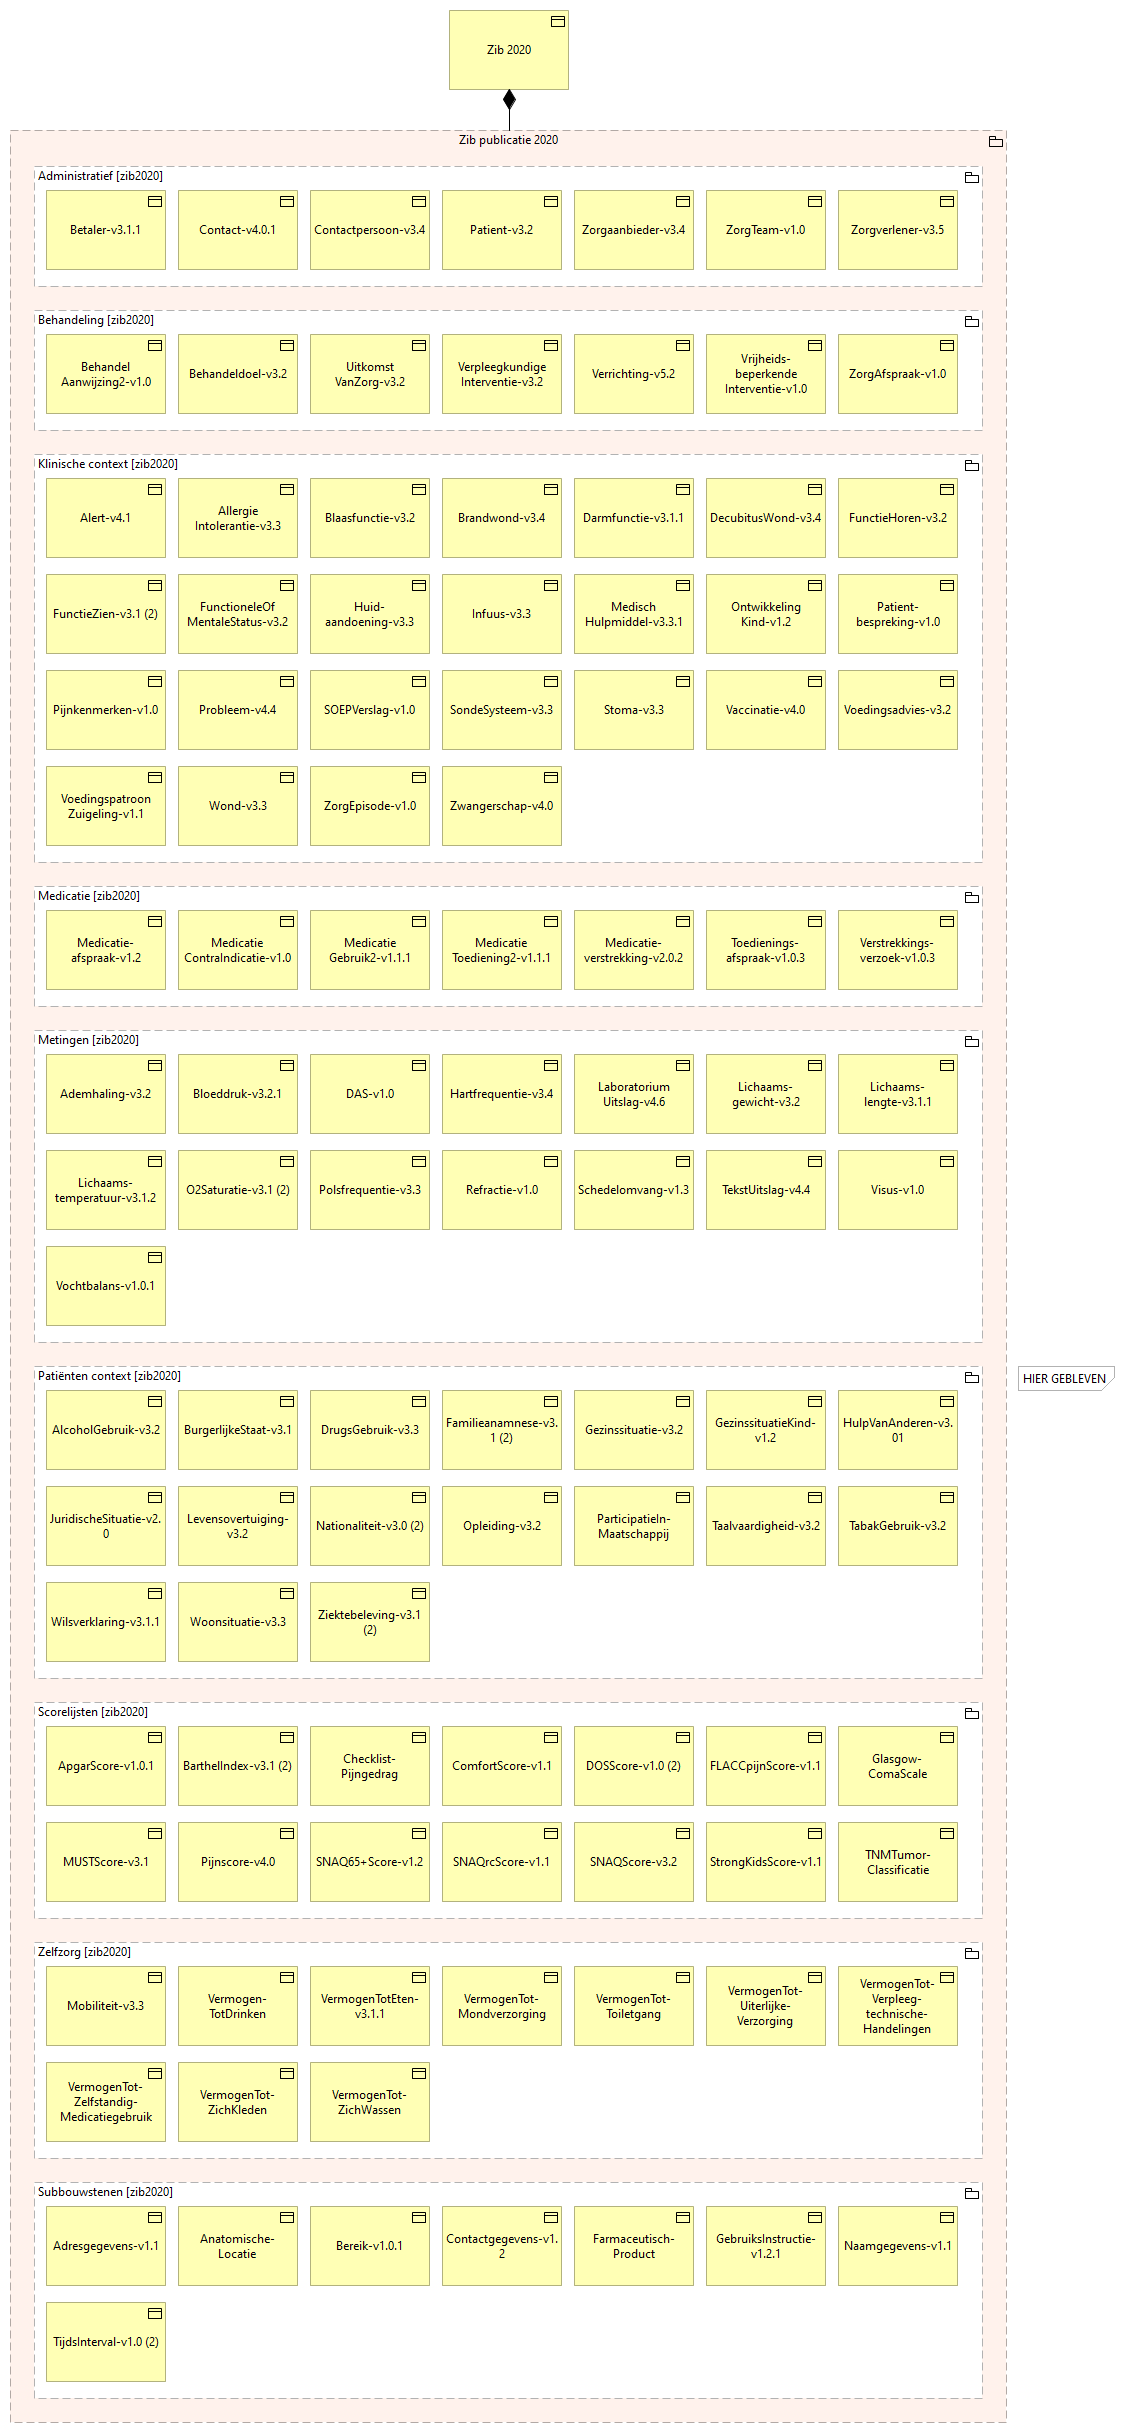 Zib 2020
Zib publicatie 2020
Administratief [zib2020]
Betaler-v3.1.1
Contact-v4.0.1
Contactpersoon-v3.4
Patient-v3.2
Zorgaanbieder-v3.4
ZorgTeam-v1.0
Zorgverlener-v3.5
Behandeling [zib2020]
Behandel
Aanwijzing2-v1.0
Behandeldoel-v3.2
Uitkomst
VanZorg-v3.2
Verpleegkundige
Interventie-v3.2
Verrichting-v5.2
Vrijheids-
beperkende
Interventie-v1.0
ZorgAfspraak-v1.0
Klinische context [zib2020]
Alert-v4.1
Allergie
Intolerantie-v3.3
Blaasfunctie-v3.2
Brandwond-v3.4
Darmfunctie-v3.1.1
DecubitusWond-v3.4
FunctieHoren-v3.2
FunctieZien-v3.1 (2)
FunctioneleOf
MentaleStatus-v3.2
Huid-
aandoening-v3.3
Infuus-v3.3
Medisch
Hulpmiddel-v3.3.1
Ontwikkeling
Kind-v1.2
Patient-
bespreking-v1.0
Pijnkenmerken-v1.0
Probleem-v4.4
SOEPVerslag-v1.0
SondeSysteem-v3.3
Stoma-v3.3
Vaccinatie-v4.0
Voedingsadvies-v3.2
Voedingspatroon
Zuigeling-v1.1
Wond-v3.3
ZorgEpisode-v1.0
Zwangerschap-v4.0
Medicatie [zib2020]
Medicatie-
afspraak-v1.2
Medicatie
ContraIndicatie-v1.0
Medicatie
Gebruik2-v1.1.1
Medicatie
Toediening2-v1.1.1
Medicatie-
verstrekking-v2.0.2
Toedienings-
afspraak-v1.0.3
Verstrekkings-
verzoek-v1.0.3
Metingen [zib2020]
Ademhaling-v3.2
Bloeddruk-v3.2.1
DAS-v1.0
Hartfrequentie-v3.4
Laboratorium
Uitslag-v4.6
Lichaams-
gewicht-v3.2
Lichaams-
lengte-v3.1.1
Lichaams-
temperatuur-v3.1.2
O2Saturatie-v3.1 (2)
Polsfrequentie-v3.3
Refractie-v1.0
Schedelomvang-v1.3
TekstUitslag-v4.4
Visus-v1.0
Vochtbalans-v1.0.1
Patiënten context [zib2020]
HIER GEBLEVEN
AlcoholGebruik-v3.2
BurgerlijkeStaat-v3.1
DrugsGebruik-v3.3
Familieanamnese-v3.
1 (2)
Gezinssituatie-v3.2
GezinssituatieKind-
v1.2
HulpVanAnderen-v3.
01
JuridischeSituatie-v2.
0
Levensovertuiging-
v3.2
Nationaliteit-v3.0 (2)
Opleiding-v3.2
ParticipatieIn-
Maatschappij
Taalvaardigheid-v3.2
TabakGebruik-v3.2
Wilsverklaring-v3.1.1
Woonsituatie-v3.3
Ziektebeleving-v3.1
(2)
Scorelijsten [zib2020]
ApgarScore-v1.0.1
BarthelIndex-v3.1 (2)
Checklist-
Pijngedrag
ComfortScore-v1.1
DOSScore-v1.0 (2)
FLACCpijnScore-v1.1
Glasgow-
ComaScale
MUSTScore-v3.1
Pijnscore-v4.0
SNAQ65+Score-v1.2
SNAQrcScore-v1.1
SNAQScore-v3.2
StrongKidsScore-v1.1
TNMTumor-
Classificatie
Zelfzorg [zib2020]
Mobiliteit-v3.3
Vermogen-
TotDrinken
VermogenTotEten-
v3.1.1
VermogenTot-
Mondverzorging
VermogenTot-
Toiletgang
VermogenTot-
Uiterlijke-
Verzorging
VermogenTot-
Verpleeg-
technische-
Handelingen
VermogenTot-
Zelfstandig-
Medicatiegebruik
VermogenTot-
ZichKleden
VermogenTot-
ZichWassen
Subbouwstenen [zib2020]
Adresgegevens-v1.1
Anatomische-
Locatie
Bereik-v1.0.1
Contactgegevens-v1.
2
Farmaceutisch-
Product
GebruiksInstructie-
v1.2.1
Naamgegevens-v1.1
TijdsInterval-v1.0 (2)